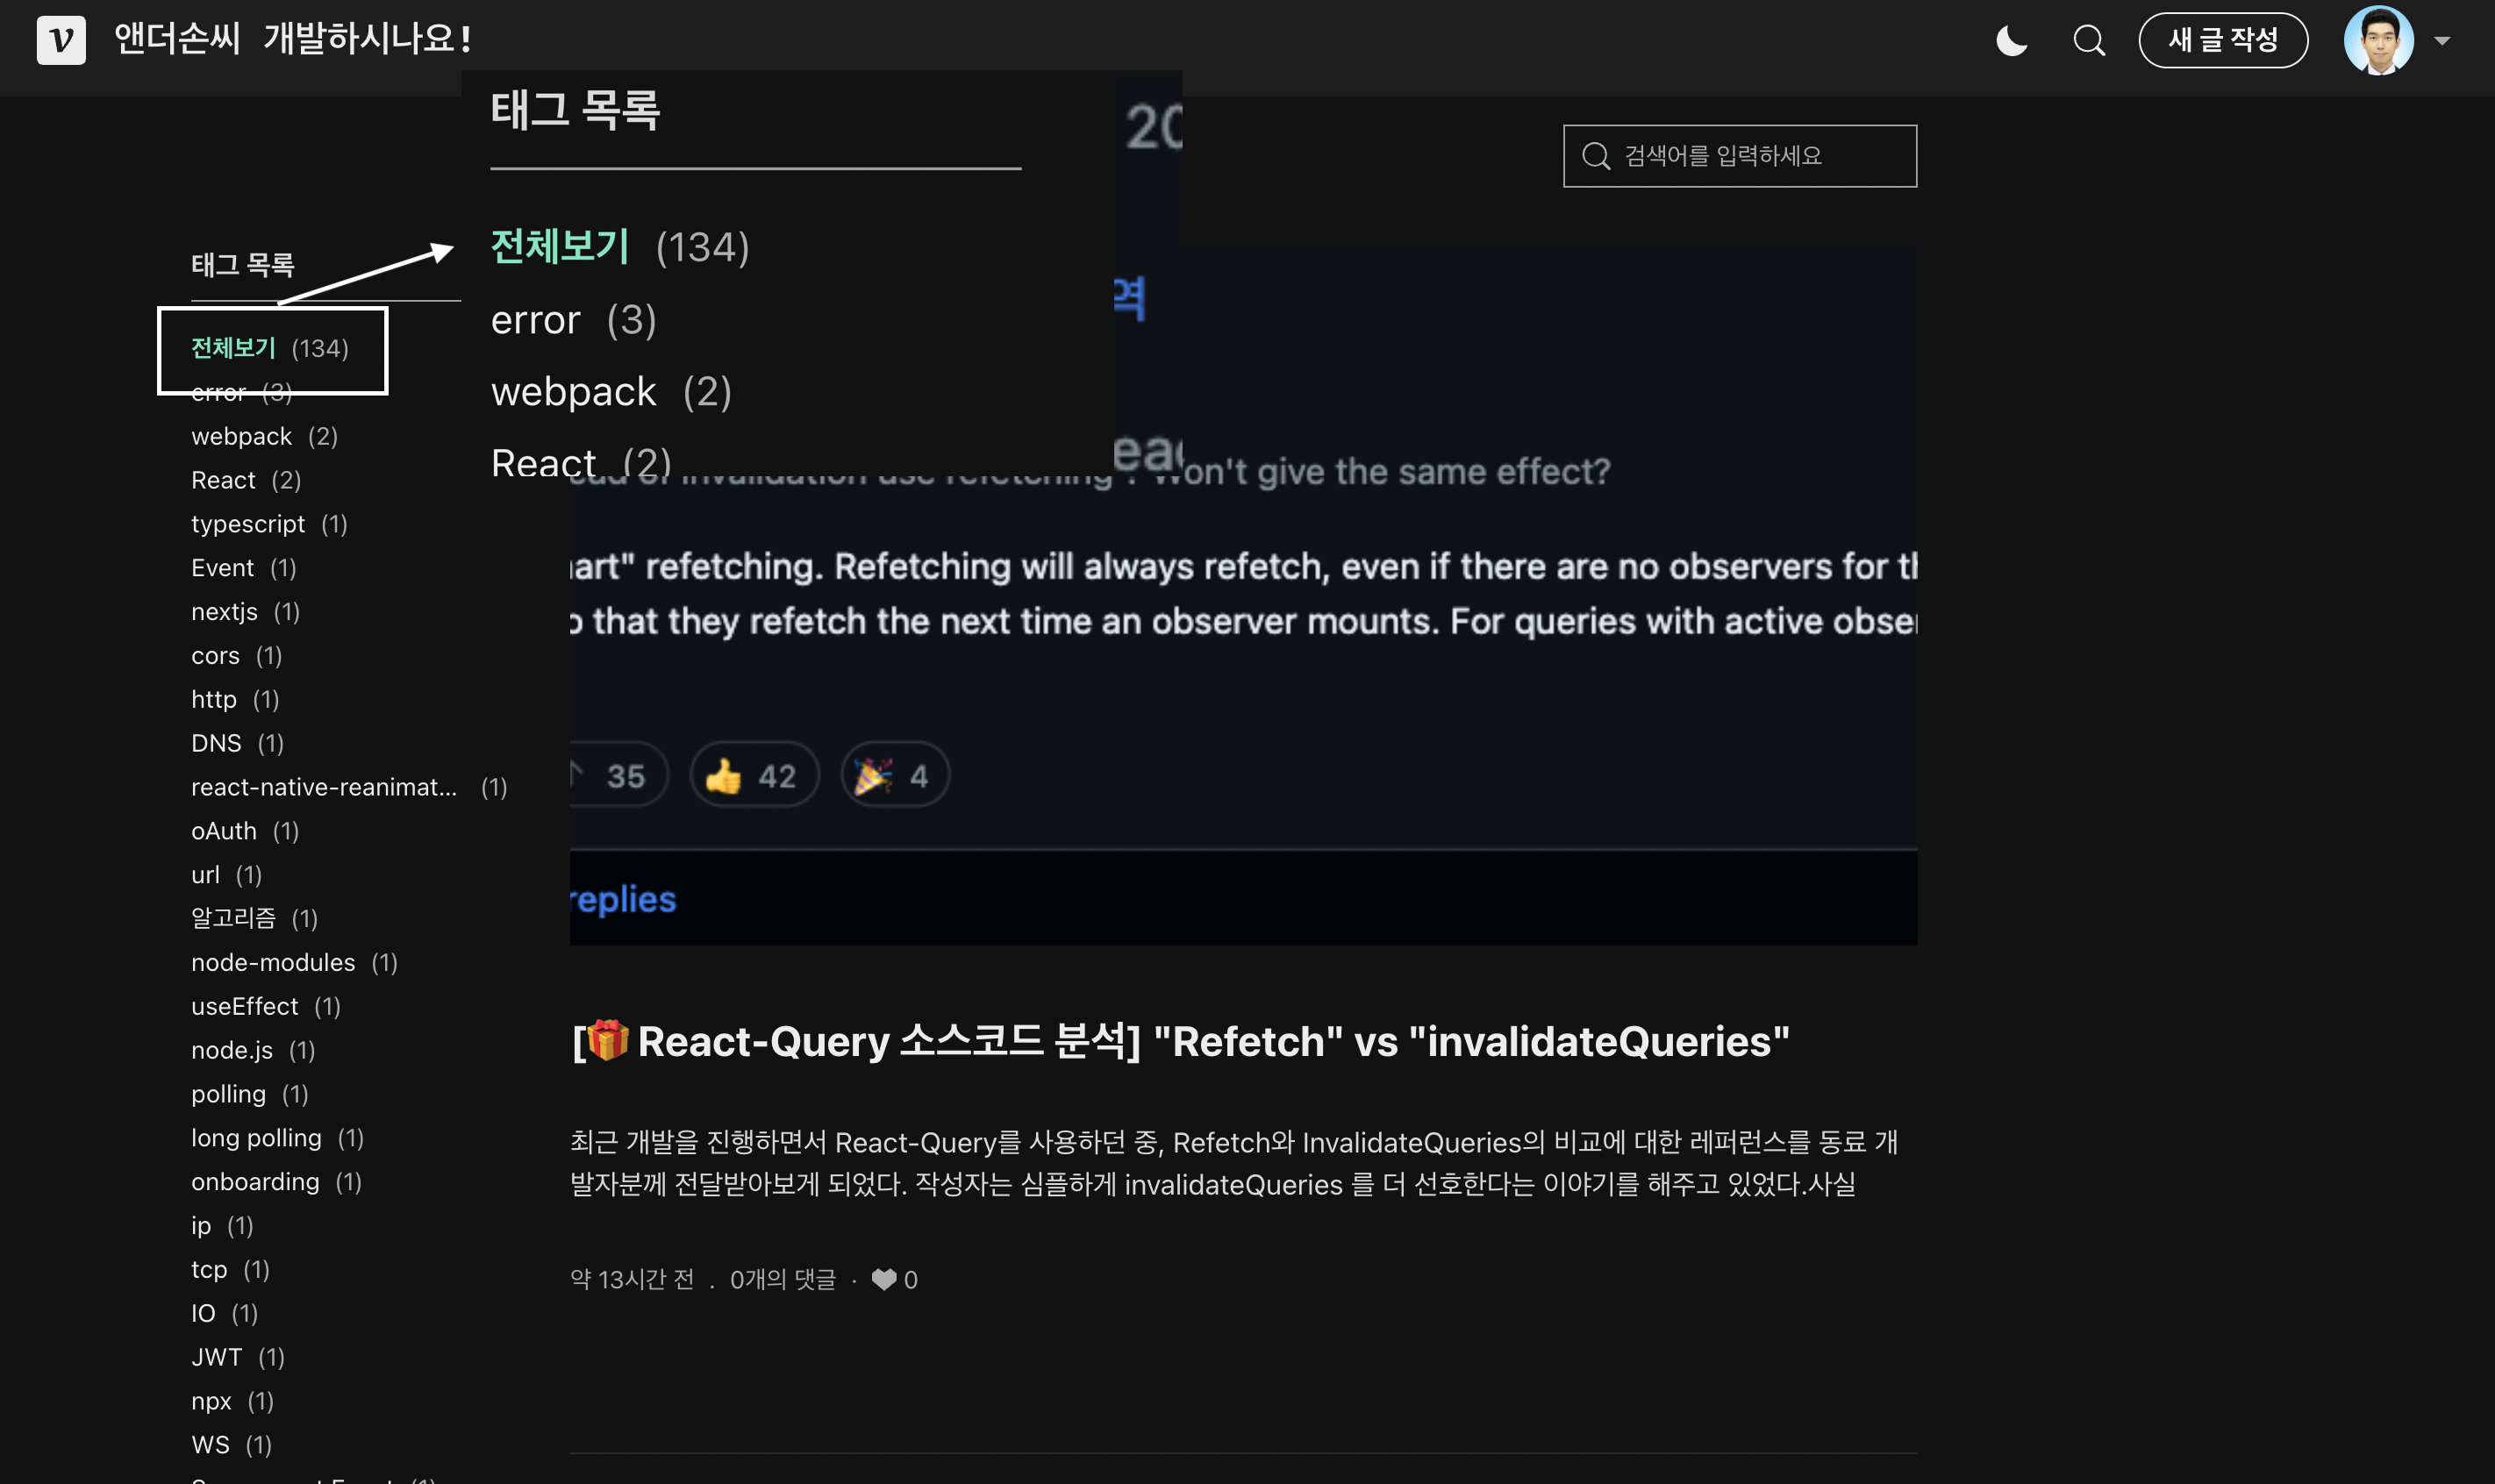 v 앤더손씨 개발하시나요!
새 글 작성
검색어를 입력하세요
태그 목록
전체보기 (134)
error (3)
webpack (2)
React (2)
typescript (1)
Event (1)
nextjs (1)
cors (1)
http (1)
DNS (1)
react-native-reanimat... (1)
oAuth (1)
url (1)
알고리즘 (1)
node-modules (1)
useEffect (1)
node.js (1)
polling (1)
long polling (1)
onboarding (1)
ip (1)
tcp (1)
IO (1)
JWT (1)
npx (1)
WS (1)
태그 목록
전체보기 (134)
error (3)
webpack (2)
React (2)
20
역
ead of invalidation use refetching . Won't give the same effect?
art" refetching. Refetching will always refetch, even if there are no observers for th
o that they refetch the next time an observer mounts. For queries with active obser
35 👍 42 🎉 4
replies
[🎁 React-Query 소스코드 분석] "Refetch" vs "invalidateQueries"
최근 개발을 진행하면서 React-Query를 사용하던 중, Refetch와 InvalidateQueries의 비교에 대한 레퍼런스를 동료 개
발자분께 전달받아보게 되었다. 작성자는 심플하게 invalidateQueries 를 더 선호한다는 이야기를 해주고 있었다.사실
약 13시간 전 . 0개의 댓글 · ♥ 0